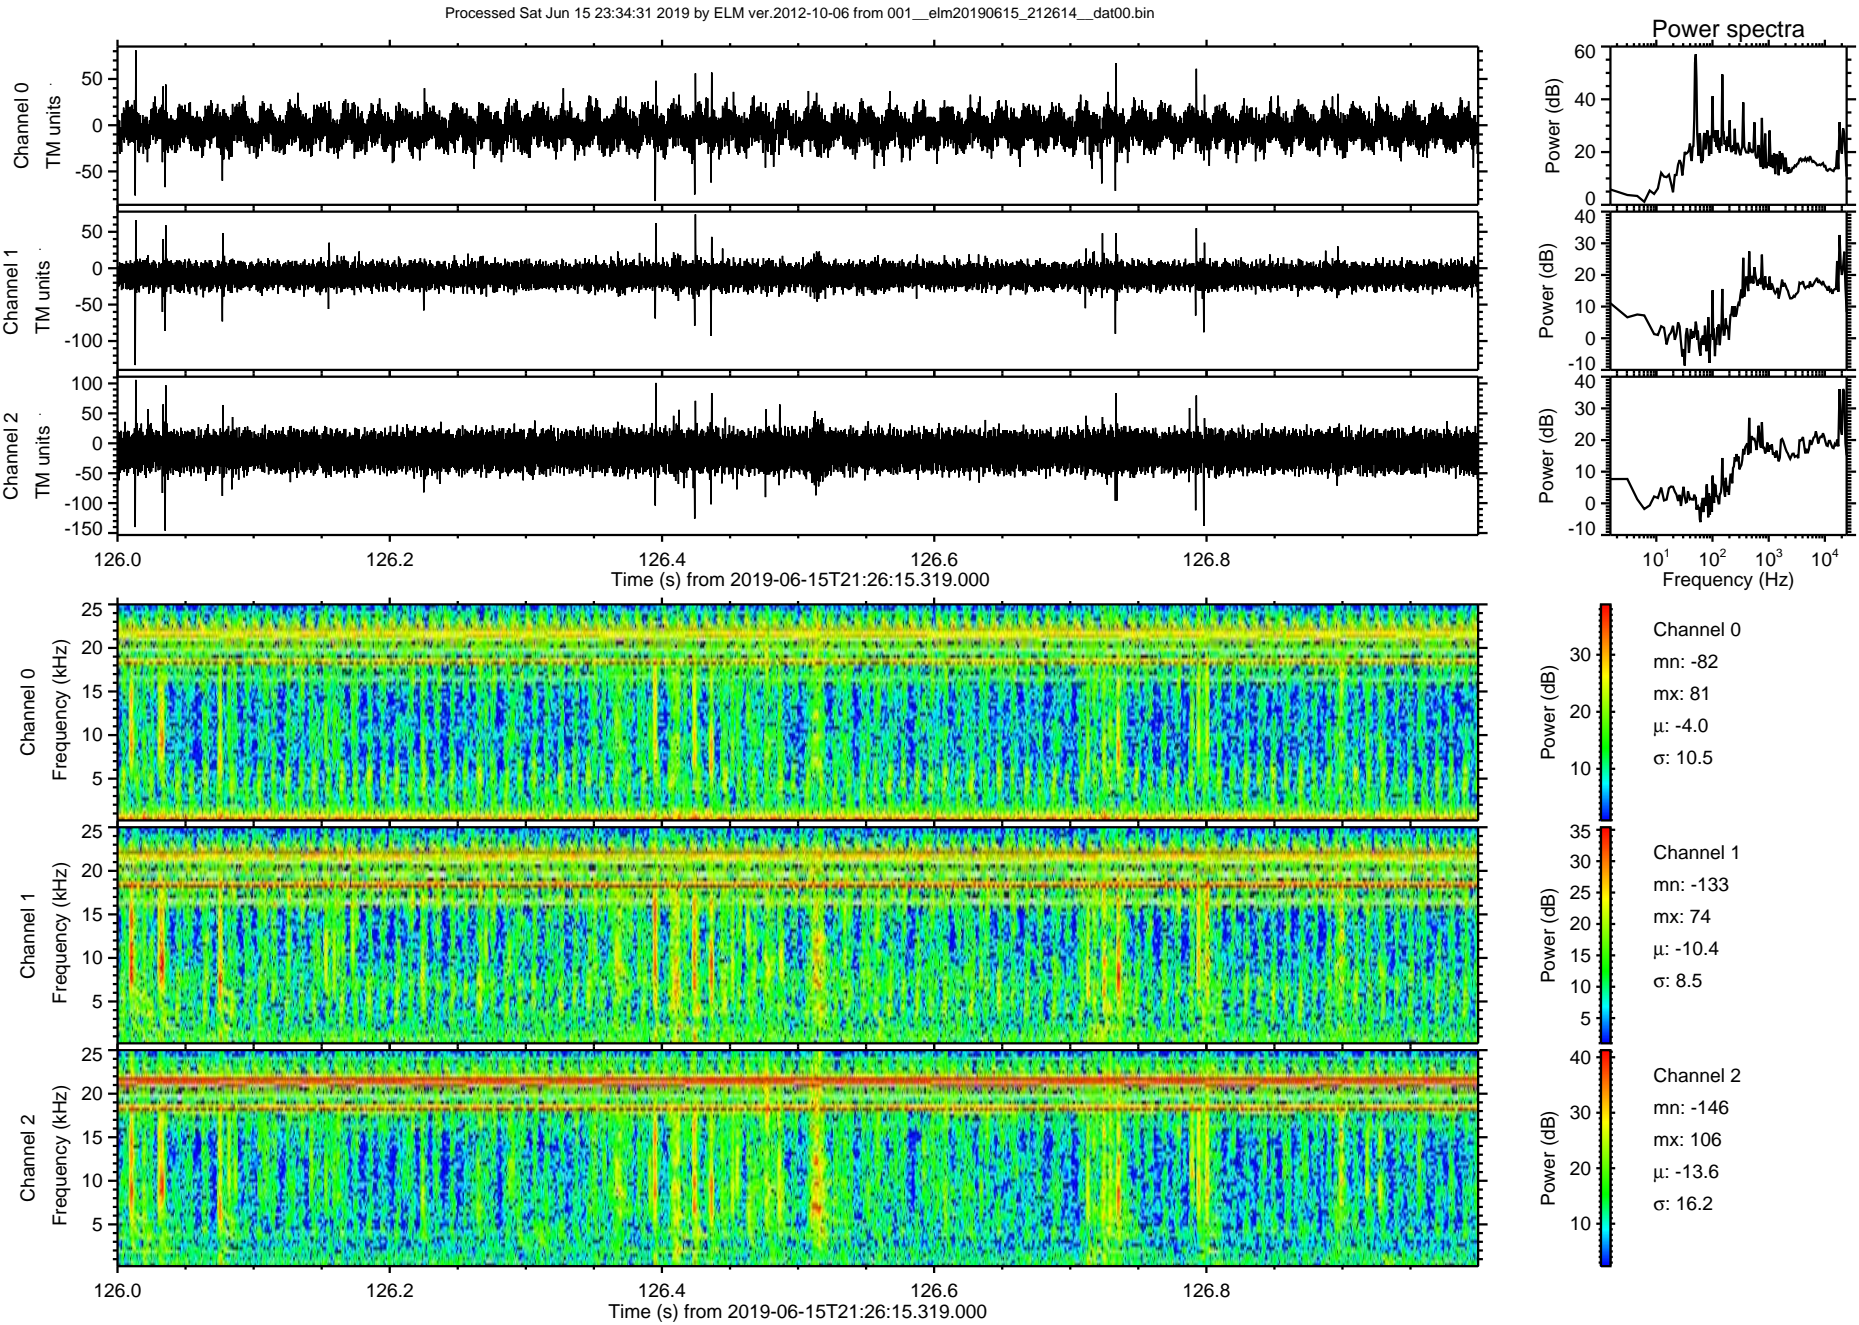 Processed Sat Jun 15 23:34:31 2019 by ELM ver.2012-10-06 from 001__elm20190615_212614__dat00.bin
Power spectra
Channel 0
TM units
50
0
-50
Power (dB)
60
40
20
0
Channel 1
TM units
50
0
-50
-100
Power (dB)
40
30
20
10
0
-10
Channel 2
TM units
100
50
0
-50
-100
-150
Power (dB)
40
30
20
10
0
-10
126.0 126.2 126.4 126.6 126.8
Time (s) from 2019-06-15T21:26:15.319.000
10^1 10^2 10^3 10^4
Frequency (Hz)
Channel 0
Frequency (kHz)
25
20
15
10
5
Power (dB)
30
20
10
Channel 0
mn: -82
mx: 81
μ: -4.0
σ: 10.5
Channel 1
Frequency (kHz)
25
20
15
10
5
Power (dB)
35
30
25
20
15
10
5
Channel 1
mn: -133
mx: 74
μ: -10.4
σ: 8.5
Channel 2
Frequency (kHz)
25
20
15
10
5
Power (dB)
40
30
20
10
Channel 2
mn: -146
mx: 106
μ: -13.6
σ: 16.2
126.0 126.2 126.4 126.6 126.8
Time (s) from 2019-06-15T21:26:15.319.000